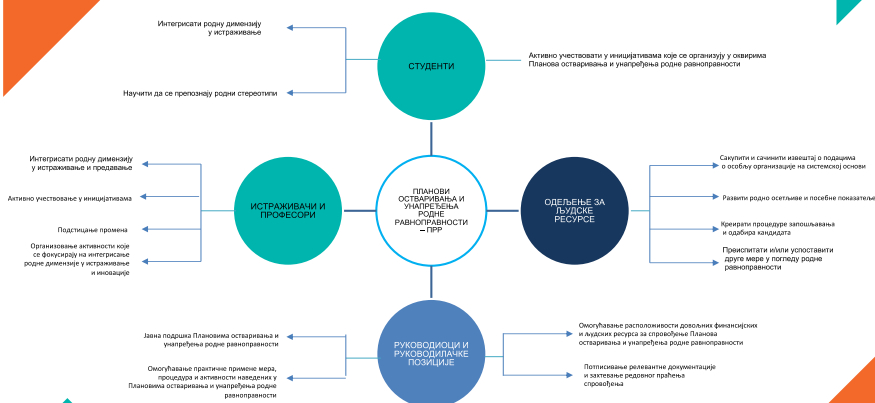 Интегрисати родну димензију
у истраживање
Научити да се препознају родни стереотипи
СТУДЕНТИ
Активно учествовати у иницијативама које се организују у оквирима
Планова остваривања и унапређења родне равноправности
Интегрисати родну димензију
у истраживање и предавање
Активно учествовање у иницијативама
Подстицање промена
Организовање активности које
се фокусирају на интегрисање
родне димензије у истраживање
и иновације
ИСТРАЖИВАЧИ И
ПРОФЕСОРИ
ПЛАНОВИ
ОСТВАРИВАЊА И
УНАПРЕЂЕЊА
РОДНЕ
РАВНОПРАВНОСТИ
– ПРР
ОДЕЉЕЊЕ ЗА
ЉУДСКЕ
РЕСУРСЕ
Сакупити и сачинити извештај о подацима
о особљу организације на системској основи
Развити родно осетљиве и посебне показатеље
Креирати процедуре запошљавања
и одабира кандидата
Преиспитати и/или успоставити
друге мере у погледу родне
равноправности
Јавна подршка Плановима остваривања и
унапређења родне равноправности
Омогућавање практичне примене мера,
процедура и активности наведених у
Плановима остваривања и унапређења родне
равноправности
РУКОВОДИОЦИ И
РУКОВОДИЛАЧКЕ
ПОЗИЦИЈЕ
Омогућавање расположивости довољних финансијских
и људских ресурса за спровођење Планова
остваривања и унапређења родне равноправности
Потписивање релевантне документације
и захтевање редовног праћења
спровођења